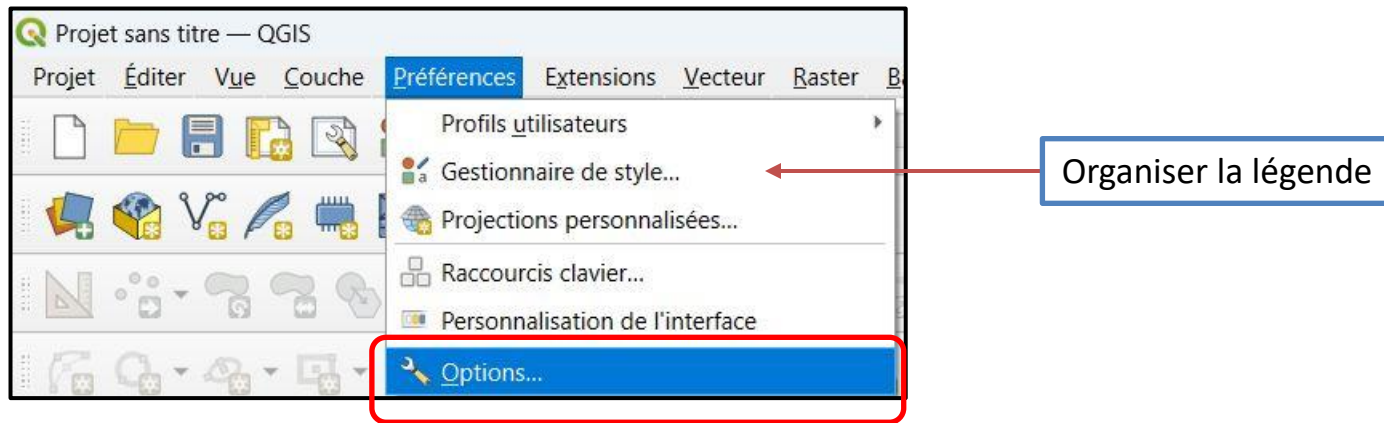 Projet sans titre — QGIS
Projet Éditer Vue Couche Préférences Extensions Vecteur Raster
Profils utilisateurs
Gestionnaire de style...
Organiser la légende
Projections personnalisées...
Raccourcis clavier...
Personnalisation de l'interface
Options...